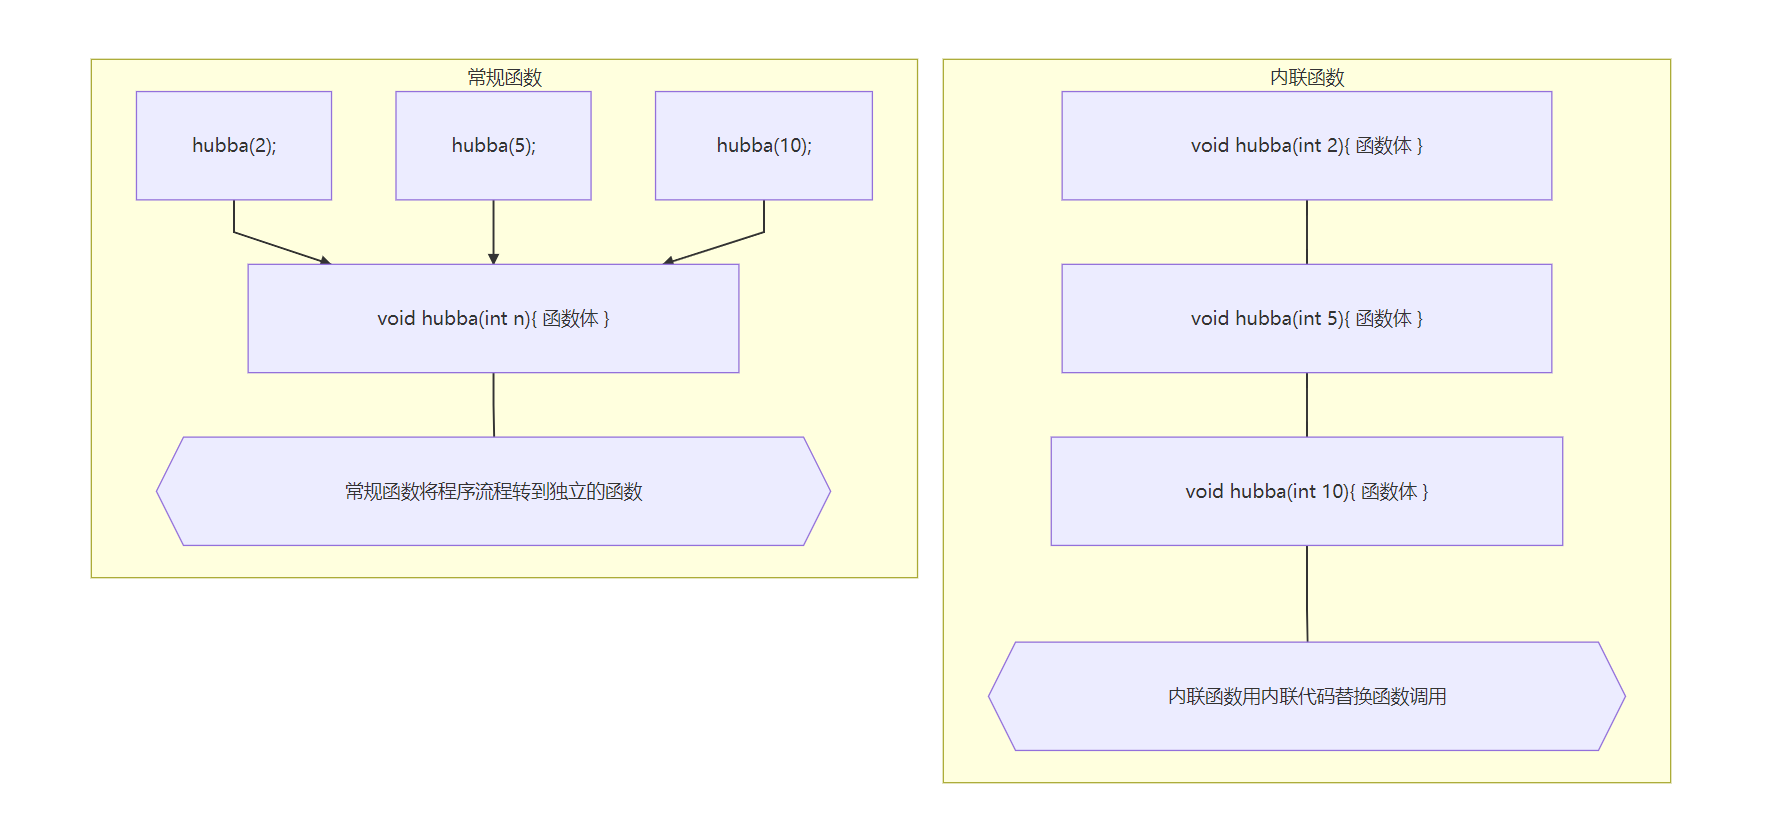 常规函数
hubba(2);
hubba(5);
hubba(10);
void hubba(int n){ 函数体 }
常规函数将程序流程转到独立的函数
内联函数
void hubba(int 2){ 函数体 }
void hubba(int 5){ 函数体 }
void hubba(int 10){ 函数体 }
内联函数用内联代码替换函数调用